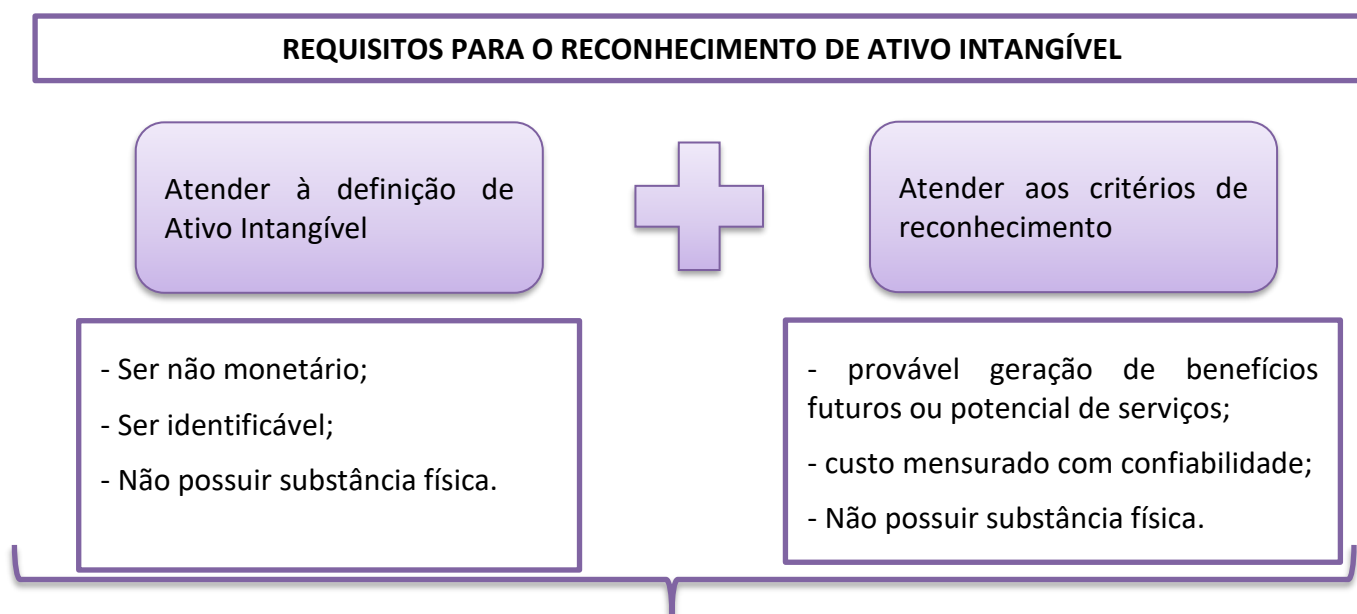 REQUISITOS PARA O RECONHECIMENTO DE ATIVO INTANGÍVEL
Atender à definição de
Ativo Intangível
Atender aos critérios de
reconhecimento
- Ser não monetário;
- Ser identificável;
- Não possuir substância física.
- provável geração de benefícios
futuros ou potencial de serviços;
- custo mensurado com confiabilidade;
- Não possuir substância física.